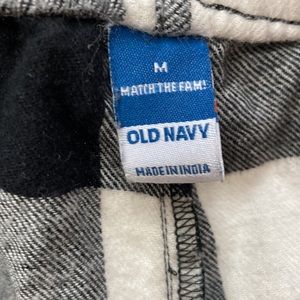 M
MATCH THE FAM!
OLD NAVY
MADE IN INDIA